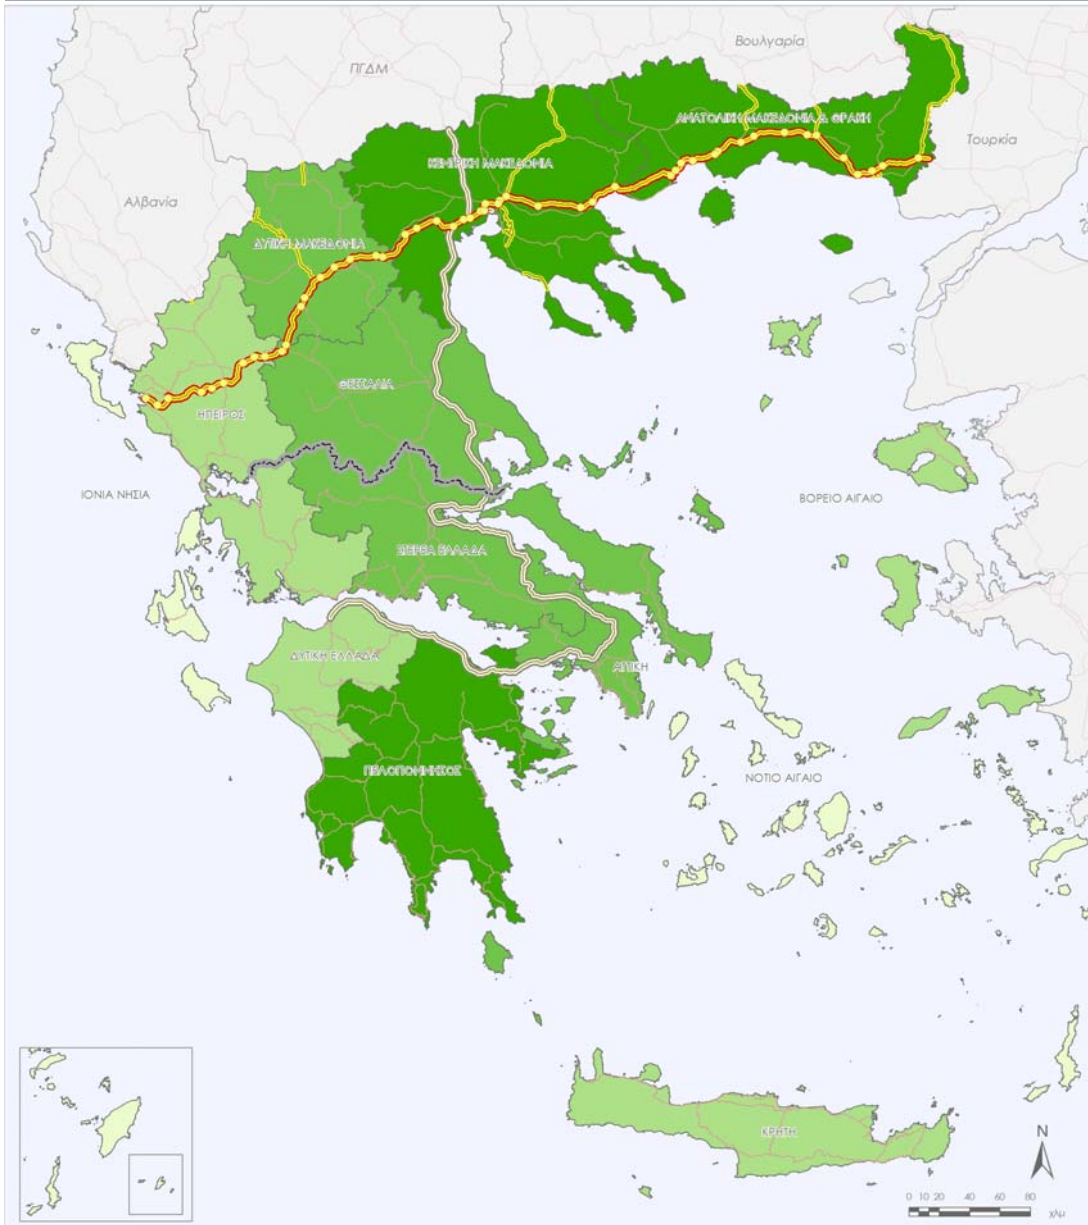 Βουλγαρία
ΠΓΔΜ
ΑΝΑΤΟΛΙΚΗ ΜΑΚΕΔΟΝΙΑ & ΘΡΑΚΗ
Τουρκία
ΚΕΝΤΡΙΚΗ ΜΑΚΕΔΟΝΙΑ
Αλβανία
ΔΥΤΙΚΗ ΜΑΚΕΔΟΝΙΑ
ΘΕΣΣΑΛΙΑ
ΗΠΕΙΡΟΣ
ΙΟΝΙΑ ΝΗΣΙΑ
ΒΟΡΕΙΟ ΑΙΓΑΙΟ
ΣΤΕΡΕΑ ΕΛΛΑΔΑ
ΔΥΤΙΚΗ ΕΛΛΑΔΑ
ΑΤΤΙΚΗ
ΠΕΛΟΠΟΝΝΗΣΟΣ
ΝΟΤΙΟ ΑΙΓΑΙΟ
ΚΡΗΤΗ
N
0 10 20 40 60 80
χλμ